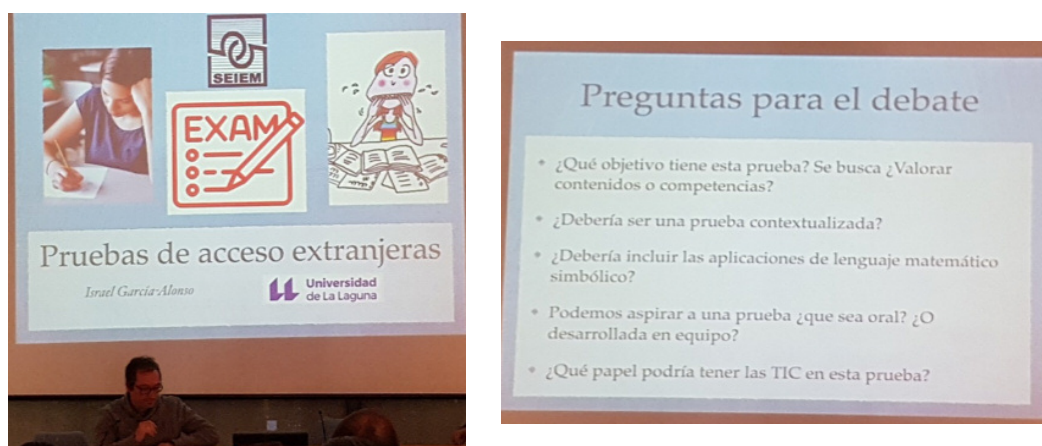 SEIEM
EXAM
Pruebas de acceso extranjeras
Israel García-Alonso
Universidad
de La Laguna
Preguntas para el debate
* ¿Qué objetivo tiene esta prueba? Se busca ¿Valorar
contenidos o competencias?
* ¿Debería ser una prueba contextualizada?
* ¿Debería incluir las aplicaciones de lenguaje matemático
simbólico?
* Podemos aspirar a una prueba ¿que sea oral? ¿O
desarrollada en equipo?
* ¿Qué papel podría tener las TIC en esta prueba?